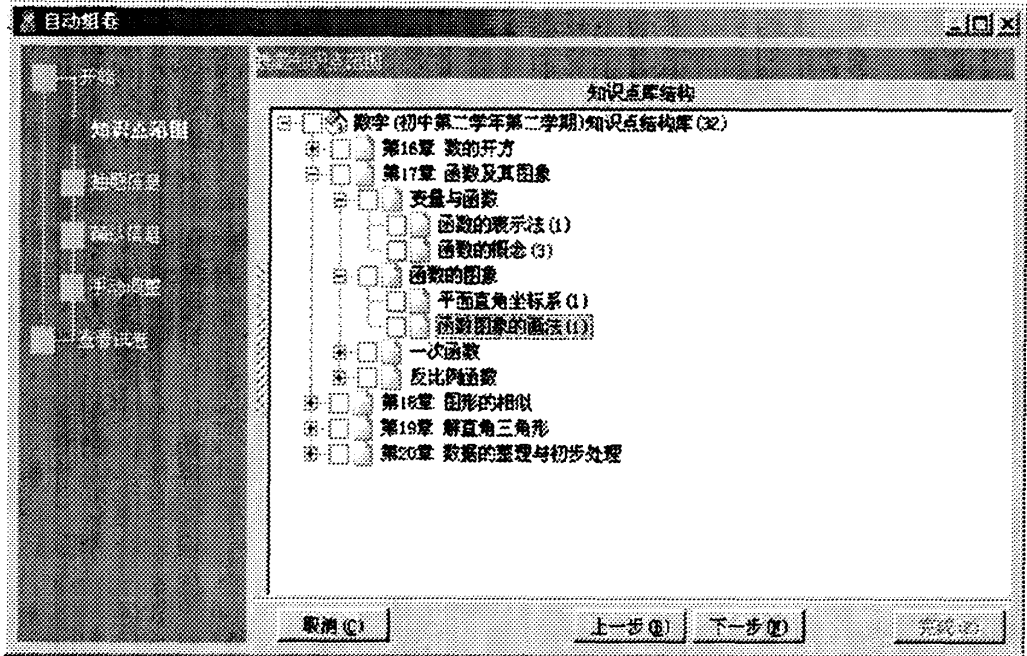 自动组卷
开始
知识点范围
知识点库结构
数字(初中第二学年第二学期)知识点结构库(32)
第16章 数的开方
第17章 函数及其图象
变量与函数
函数的表示法(1)
函数的概念(3)
函数的图象
平面直角坐标系(1)
函数图象的画法(1)
一次函数
反比例函数
第18章 图形的相似
第19章 解直角三角形
第20章 数据的整理与初步处理
取消(C)
上一步(B)
下一步(N)